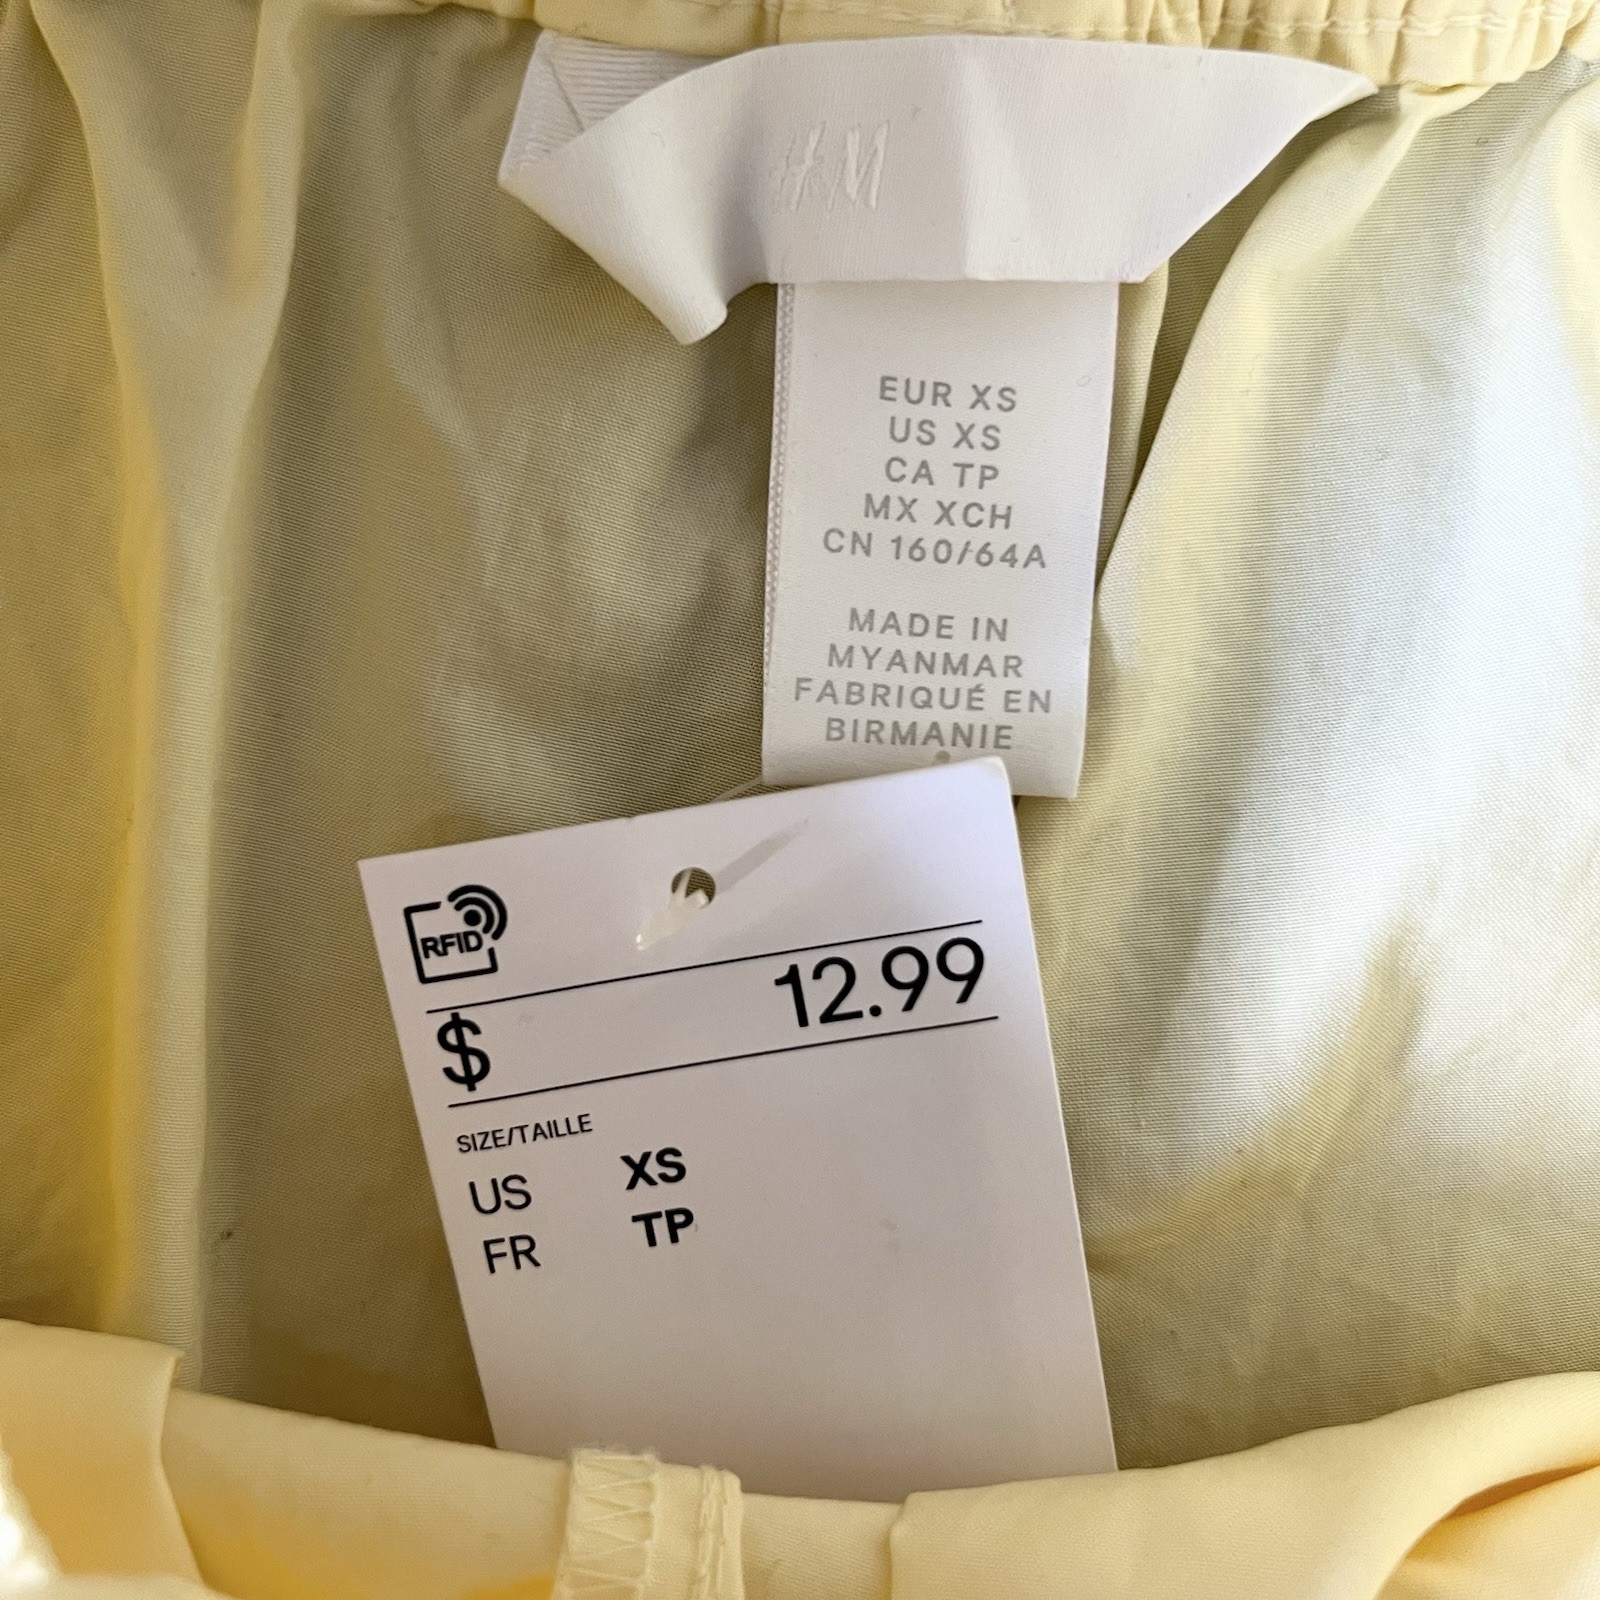 H&M
EUR XS
US XS
CA TP
MX XCH
CN 160/64A
MADE IN
MYANMAR
FABRIQUÉ EN
BIRMANIE
RFID
$ 12.99
SIZE/TAILLE
US XS
FR TP